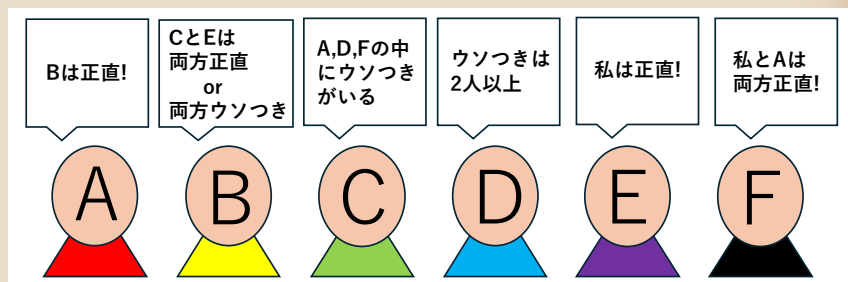 Bは正直!
CとEは
両方正直
or
両方ウソつき
A,D,Fの中
にウソつき
がいる
ウソつきは
2人以上
私は正直!
私とAは
両方正直!
A
B
C
D
E
F